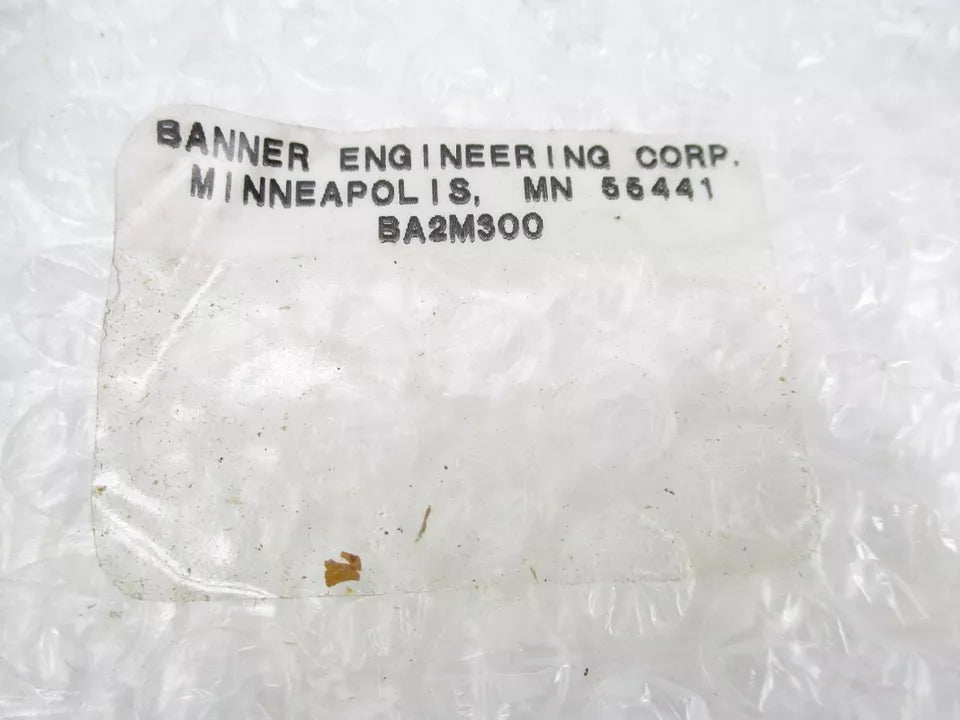 BANNER ENGINEERING CORP.
MINNEAPOLIS, MN 55441
BA2M300